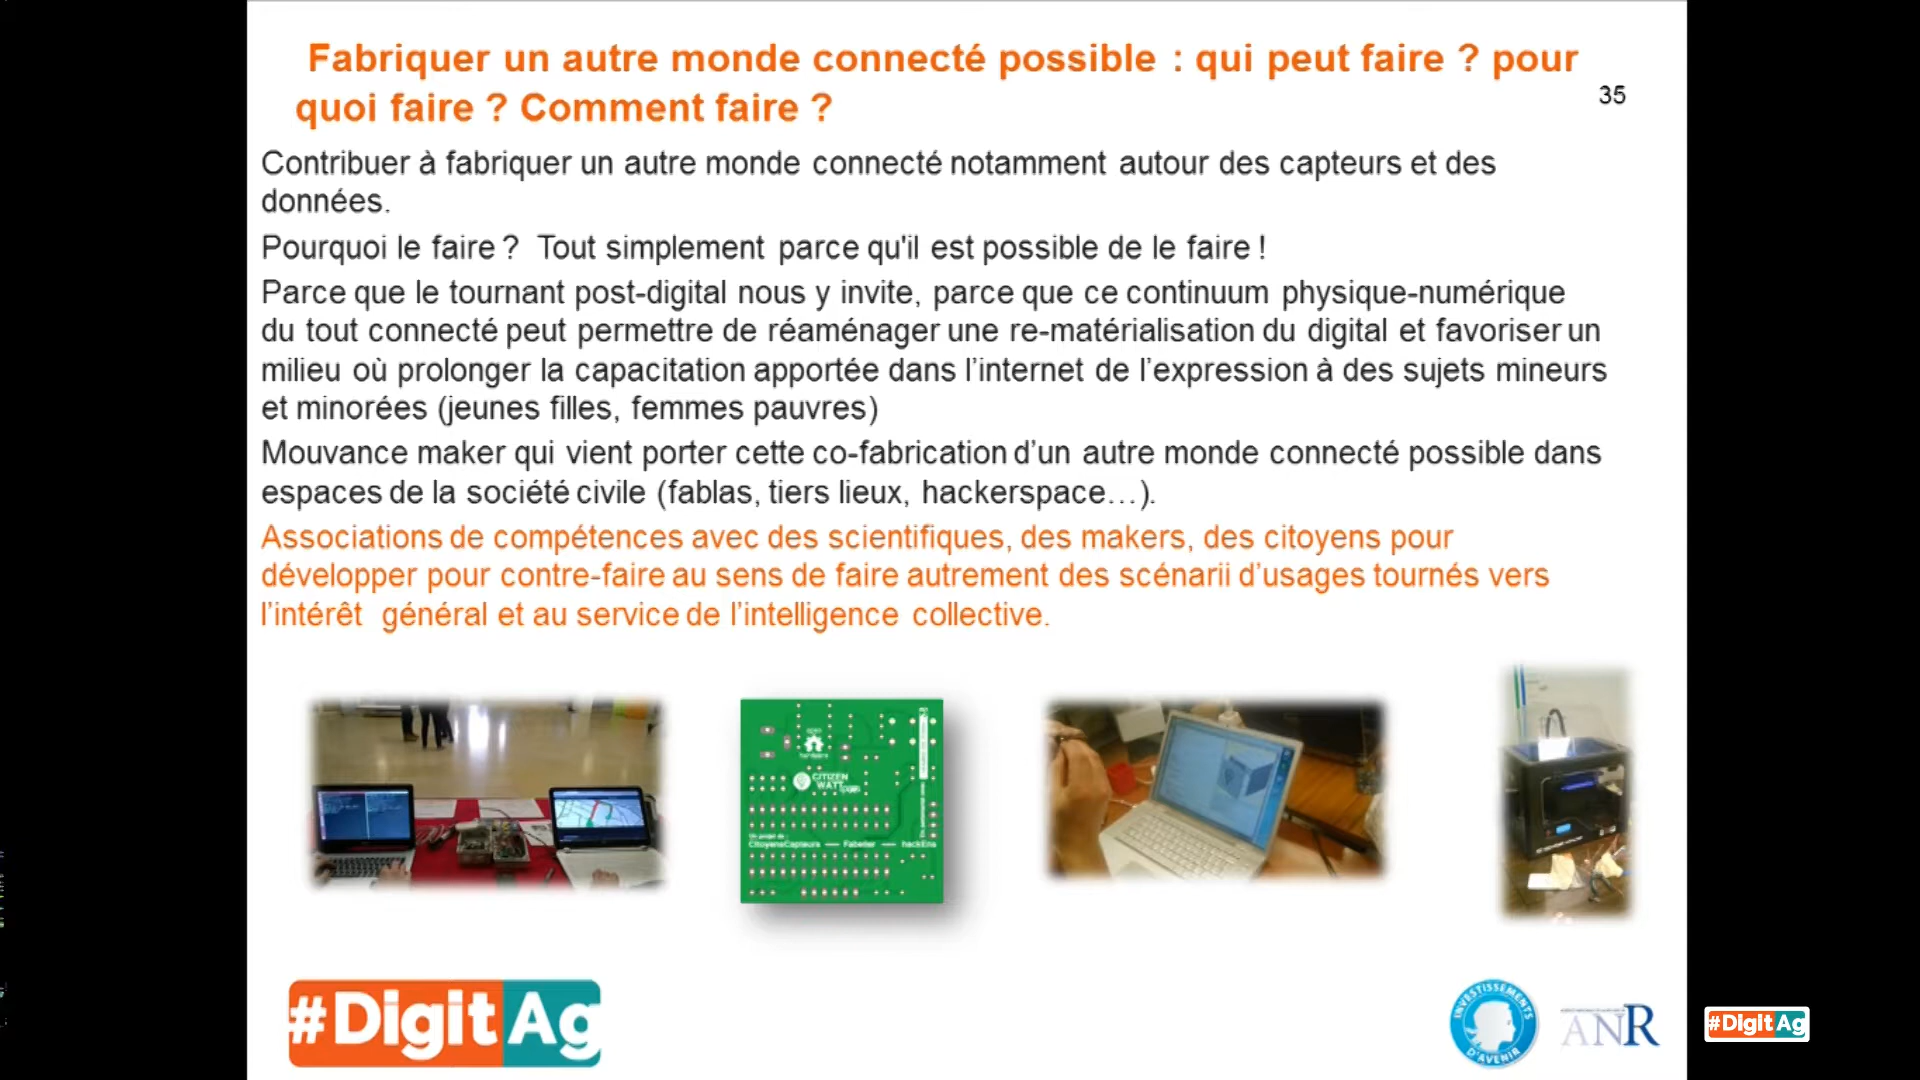 Fabriquer un autre monde connecté possible : qui peut faire ? pour
quoi faire ? Comment faire ?
35
Contribuer à fabriquer un autre monde connecté notamment autour des capteurs et des
données.
Pourquoi le faire ? Tout simplement parce qu'il est possible de le faire !
Parce que le tournant post-digital nous y invite, parce que ce continuum physique-numérique
du tout connecté peut permettre de réaménager une re-matérialisation du digital et favoriser un
milieu où prolonger la capacitation apportée dans l’internet de l’expression à des sujets mineurs
et minorées (jeunes filles, femmes pauvres)
Mouvance maker qui vient porter cette co-fabrication d’un autre monde connecté possible dans
espaces de la société civile (fablas, tiers lieux, hackerspace…).
Associations de compétences avec des scientifiques, des makers, des citoyens pour
développer pour contre-faire au sens de faire autrement des scénarii d’usages tournés vers
l’intérêt général et au service de l’intelligence collective.
CITIZEN
WATT
Un projet de :
CitoyensCapteurs — Fabelier — hackEns
#DigitAg
INVESTISSEMENTS
D'AVENIR
ANR
#DigitAg